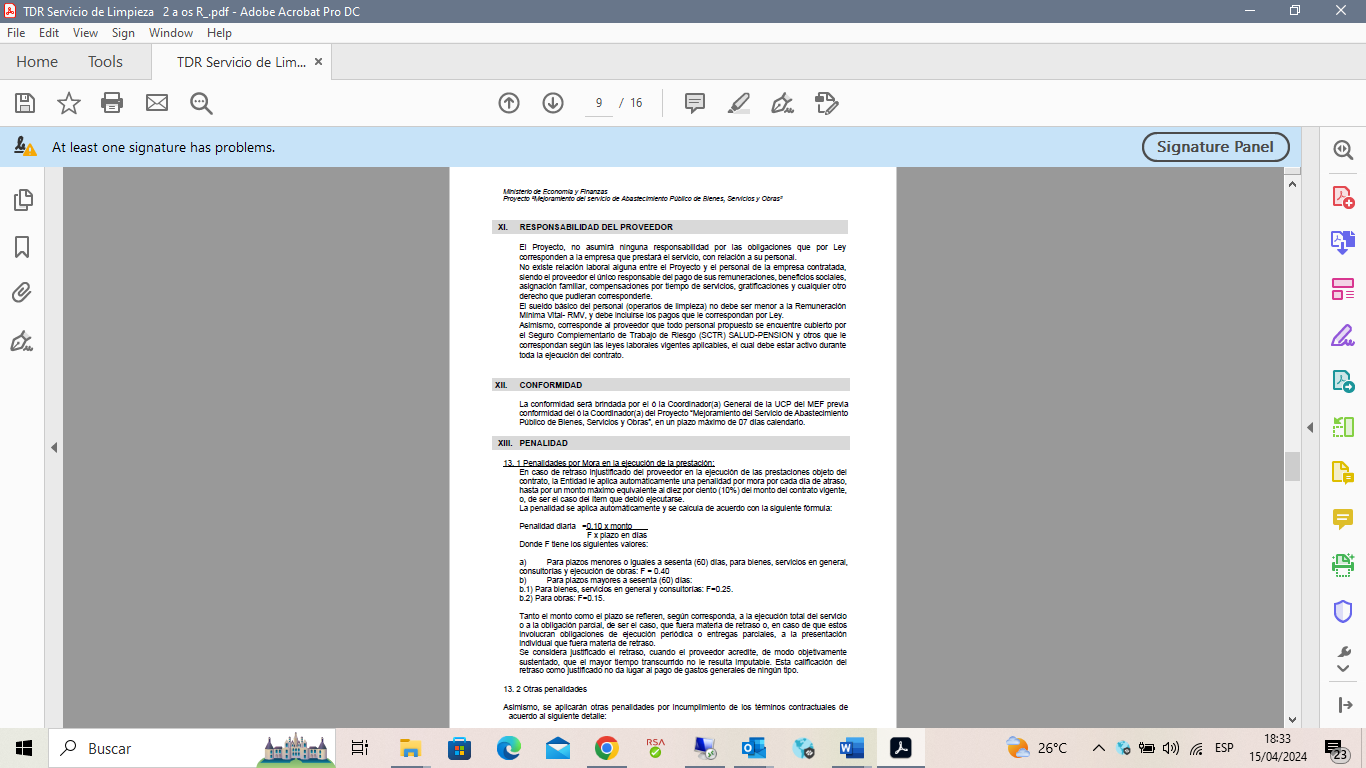 TDR Servicio de Limpieza   2 a os R_.pdf - Adobe Acrobat Pro DC
File Edit View Sign Window Help
Home Tools TDR Servicio de Lim... ×
9 / 16
At least one signature has problems.
Signature Panel
Ministerio de Economía y Finanzas
Proyecto "Mejoramiento del servicio de Abastecimiento Público de Bienes, Servicios y Obras"
XI. RESPONSABILIDAD DEL PROVEEDOR
El Proyecto, no asumirá ninguna responsabilidad por las obligaciones que por Ley
corresponden a la empresa que prestará el servicio, con relación a su personal.
No existe relación laboral alguna entre el Proyecto y el personal de la empresa contratada,
siendo el proveedor el único responsable del pago de sus remuneraciones, beneficios sociales,
asignación familiar, compensaciones por tiempo de servicios, gratificaciones y cualquier otro
derecho que pudieran corresponderle.
El sueldo básico del personal (operarios de limpieza) no debe ser menor a la Remuneración
Mínima Vital- RMV, y debe incluirse los pagos que le correspondan por Ley.
Asimismo, corresponde al proveedor que todo personal propuesto se encuentre cubierto por
el Seguro Complementario de Trabajo de Riesgo (SCTR) SALUD-PENSION y otros que le
correspondan según las leyes laborales vigentes aplicables, el cual debe estar activo durante
toda la ejecución del contrato.
XII. CONFORMIDAD
La conformidad será brindada por el ó la Coordinador(a) General de la UCP del MEF previa
conformidad del ó la Coordinador(a) del Proyecto "Mejoramiento del Servicio de Abastecimiento
Público de Bienes, Servicios y Obras", en un plazo máximo de 07 días calendario.
XIII. PENALIDAD
13. 1 Penalidades por Mora en la ejecución de la prestación:
En caso de retraso injustificado del proveedor en la ejecución de las prestaciones objeto del
contrato, la Entidad le aplica automáticamente una penalidad por mora por cada día de atraso,
hasta por un monto máximo equivalente al diez por ciento (10%) del monto del contrato vigente,
o, de ser el caso del ítem que debió ejecutarse.
La penalidad se aplica automáticamente y se calcula de acuerdo con la siguiente fórmula:
Penalidad diaria =0.10 x monto
F x plazo en días
Donde F tiene los siguientes valores:
a) Para plazos menores o iguales a sesenta (60) días, para bienes, servicios en general,
consultorías y ejecución de obras: F = 0.40
b) Para plazos mayores a sesenta (60) días:
b.1) Para bienes, servicios en general y consultorías: F=0.25.
b.2) Para obras: F=0.15.
Tanto el monto como el plazo se refieren, según corresponda, a la ejecución total del servicio
o a la obligación parcial, de ser el caso, que fuera materia de retraso o, en caso de que estos
involucran obligaciones de ejecución periódica o entregas parciales, a la presentación
individual que fuera materia de retraso.
Se considera justificado el retraso, cuando el proveedor acredite, de modo objetivamente
sustentado, que el mayor tiempo transcurrido no le resulta imputable. Esta calificación del
retraso como justificado no da lugar al pago de gastos generales de ningún tipo.
13. 2 Otras penalidades
Asimismo, se aplicarán otras penalidades por incumplimiento de los términos contractuales de
acuerdo al siguiente detalle:
Buscar
RSA
26°C
ESP
18:33
15/04/2024
23